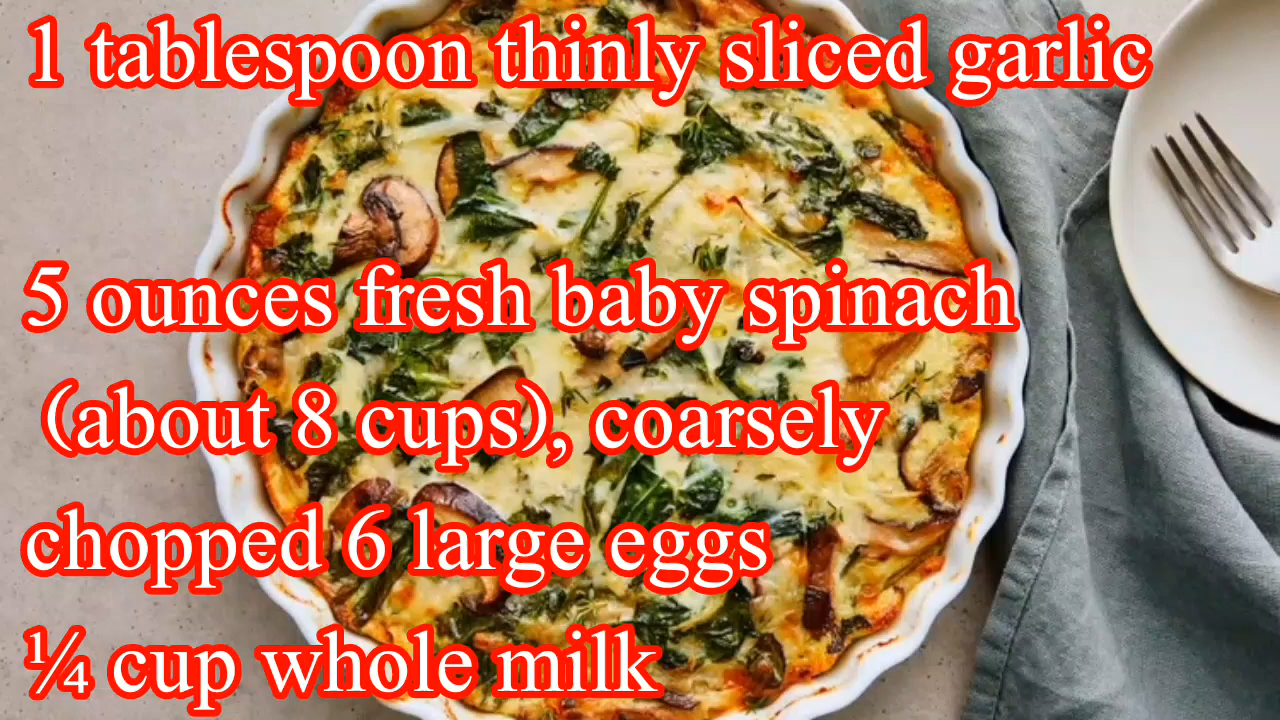 1 tablespoon thinly sliced garlic
5 ounces fresh baby spinach
(about 8 cups), coarsely
chopped 6 large eggs
¼ cup whole milk